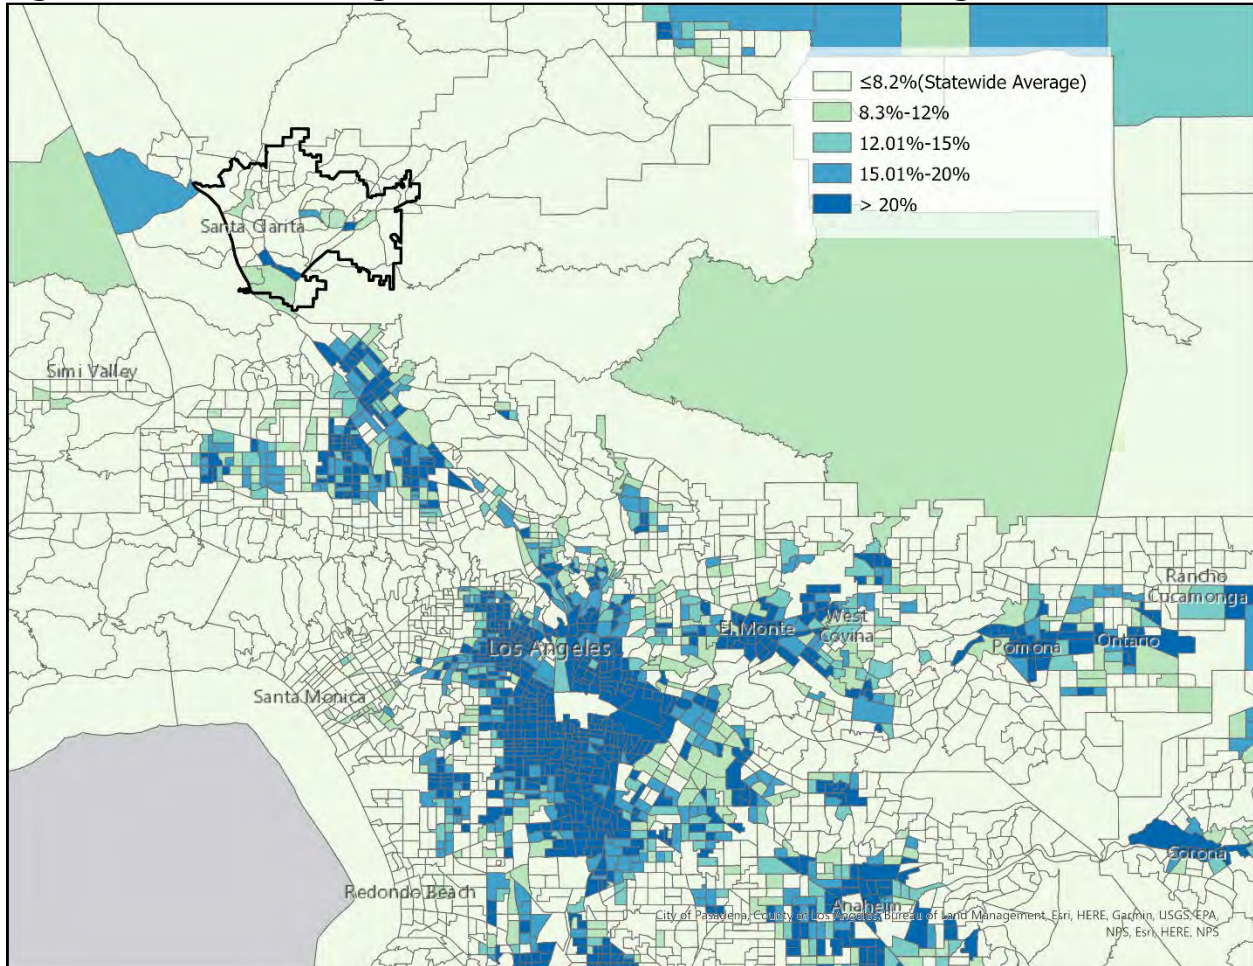 ≤8.2%(Statewide Average)
8.3%-12%
12.01%-15%
15.01%-20%
> 20%
Santa Clarita
Simi Valley
Rancho
Cucamonga
El Monte
West
Covina
Pomona
Ontario
Los Angeles
Santa Monica
Corona
Redondo Beach
Anaheim
City of Pasadena, County of Los Angeles, Bureau of Land Management, Esri, HERE, Garmin, USGS, EPA,
NPS, Esri, HERE, NPS